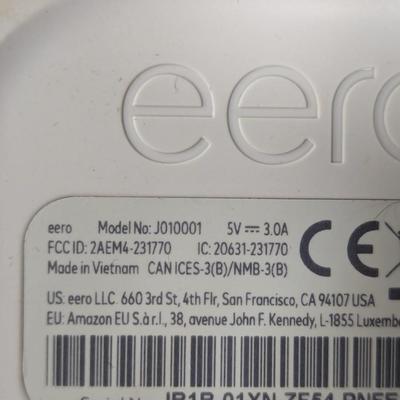 eero
eero Model No: J010001 5V ⎓ 3.0A
FCC ID: 2AEM4-231770 IC: 20631-231770
Made in Vietnam CAN ICES-3(B)/NMB-3(B)
CE
US: eero LLC 660 3rd St, 4th Flr, San Francisco, CA 94107 USA
EU: Amazon EU S.à r.l., 38, avenue John F. Kennedy, L-1855 Luxembo